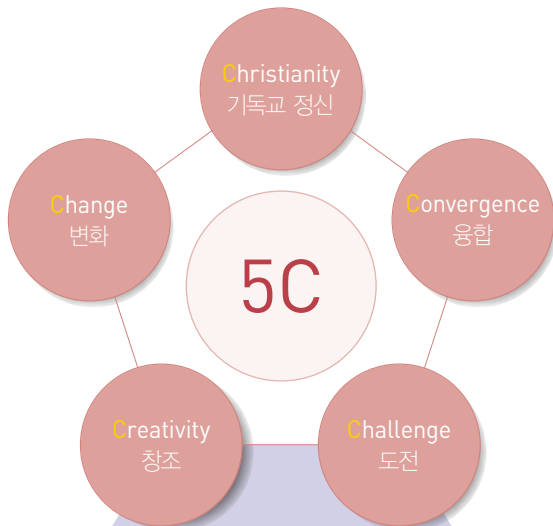 Christianity
기독교 정신
Change
변화
Convergence
융합
5C
Creativity
창조
Challenge
도전